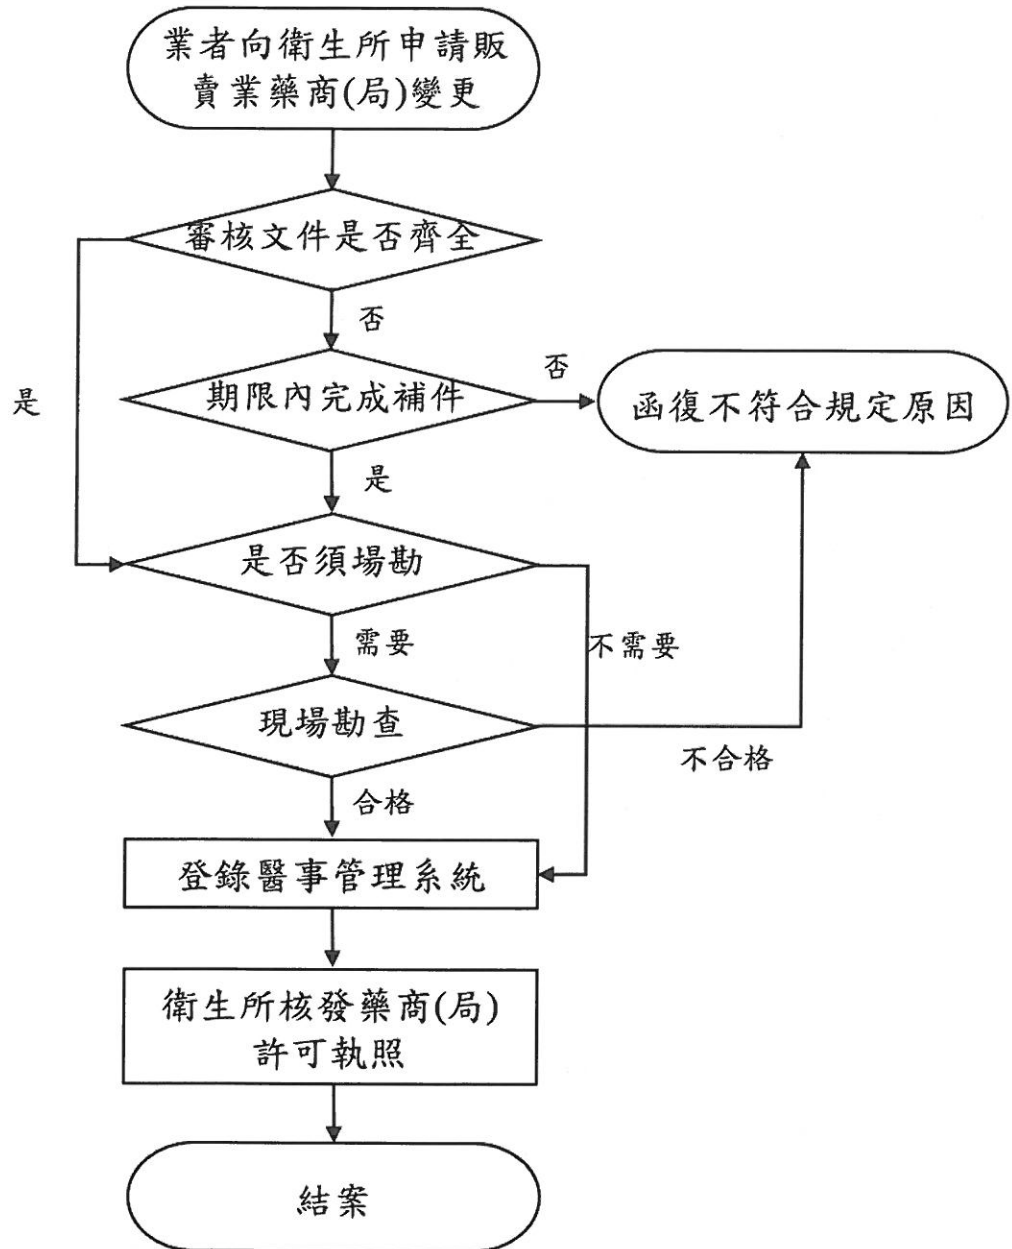 業者向衛生所申請販
賣業藥商(局)變更
審核文件是否齊全
否
是
期限內完成補件
否
函復不符合規定原因
是
是否須場勘
需要
不需要
現場勘查
不合格
合格
登錄醫事管理系統
衛生所核發藥商(局)
許可執照
結案